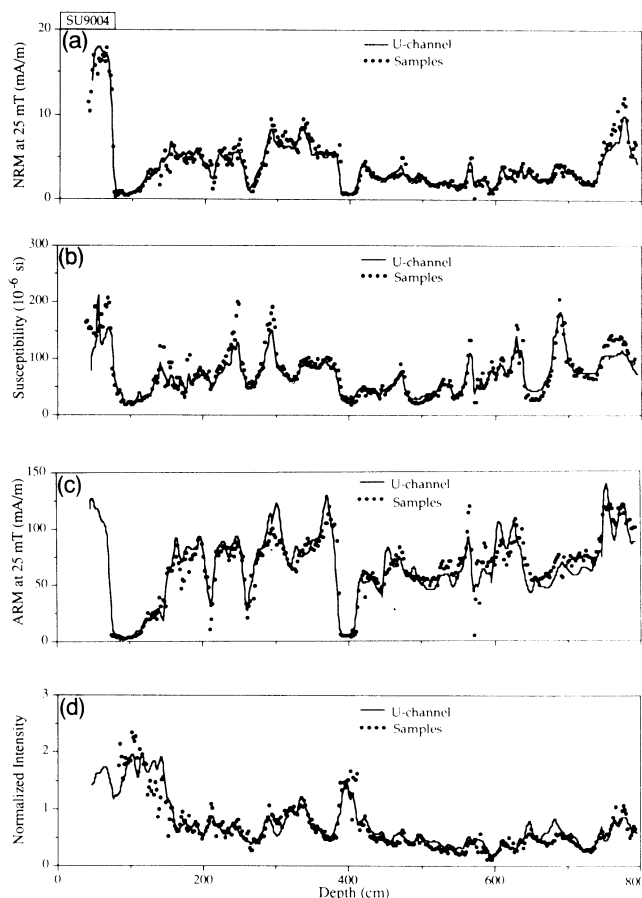 SU9004
(a)
U-channel
Samples
NRM at 25 mT (mA/m)
20
10
0
(b)
U-channel
Samples
Susceptibility (10⁻⁶ si)
300
200
100
0
(c)
U-channel
Samples
ARM at 25 mT (mA/m)
150
100
50
0
(d)
U-channel
Samples
Normalized Intensity
3
2
1
0
0 200 400 600 800
Depth (cm)